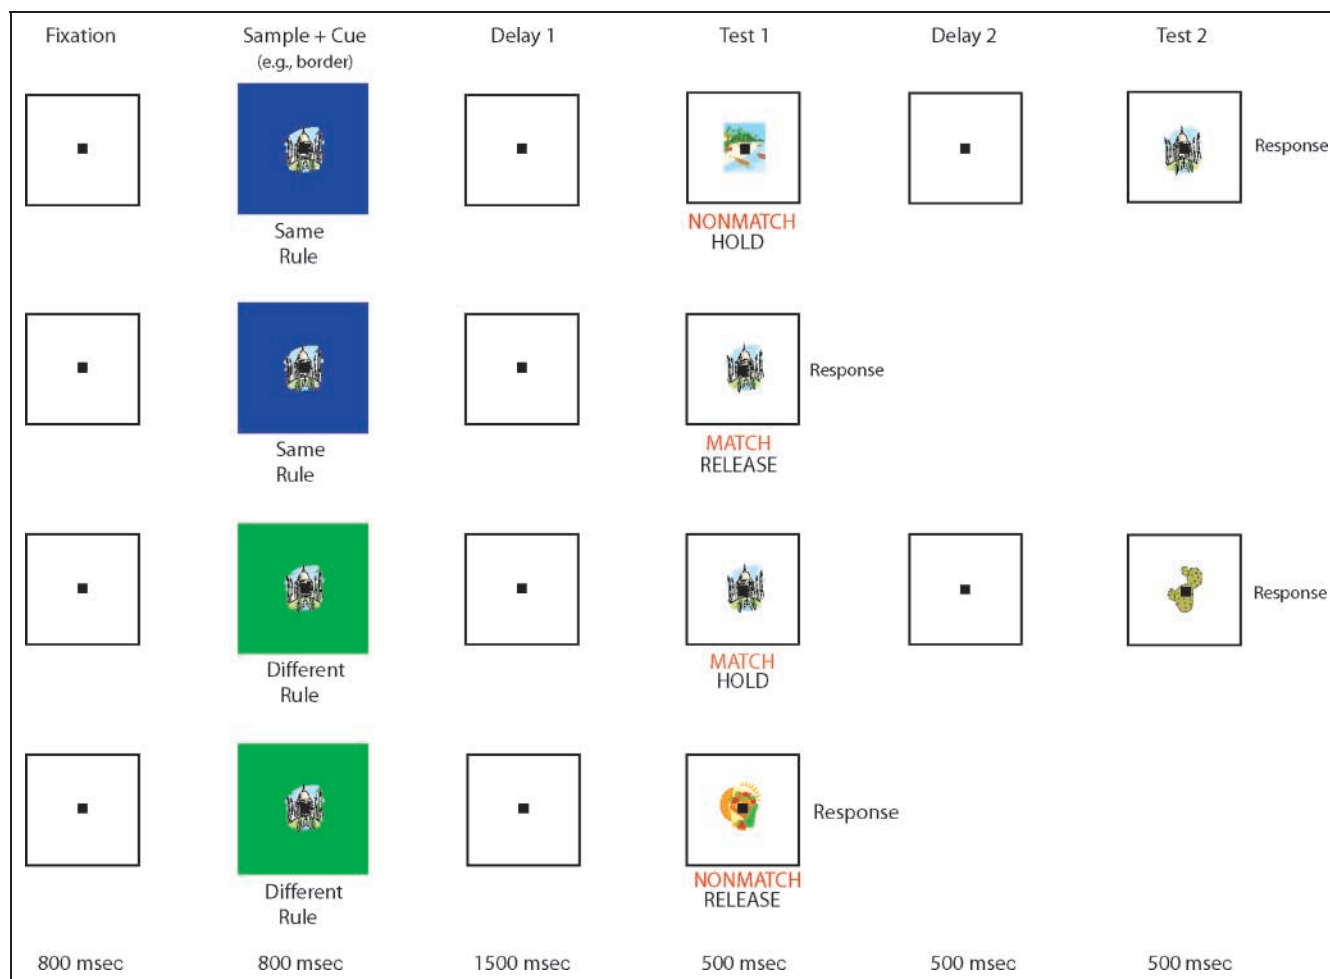 Fixation
Sample + Cue
(e.g., border)
Delay 1
Test 1
Delay 2
Test 2
Same
Rule
NONMATCH
HOLD
Response
Same
Rule
MATCH
RELEASE
Response
Different
Rule
MATCH
HOLD
Response
Different
Rule
NONMATCH
RELEASE
Response
800 msec
800 msec
1500 msec
500 msec
500 msec
500 msec